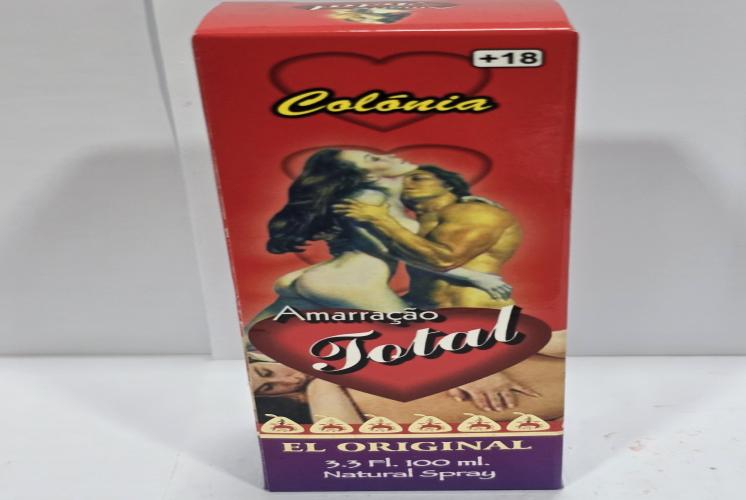 +18
Colónia
Amarração
Total
EL ORIGINAL
3.3 Fl. 100 ml.
Natural Spray